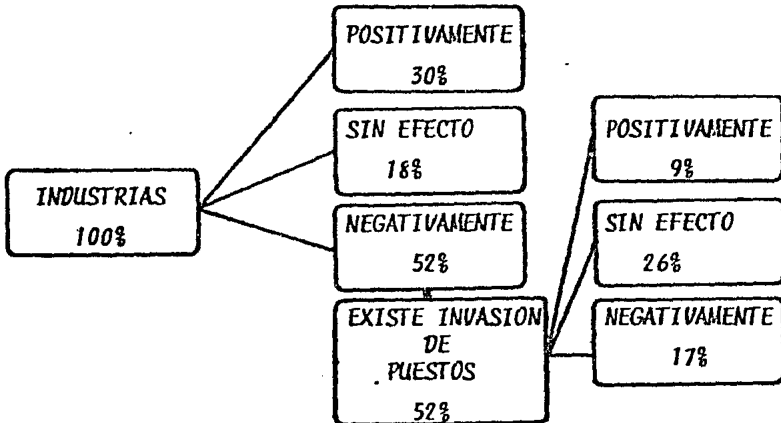 INDUSTRIAS
100%
POSITIVAMENTE
30%
SIN EFECTO
18%
NEGATIVAMENTE
52%
EXISTE INVASION
DE
PUESTOS
52%
POSITIVAMENTE
9%
SIN EFECTO
26%
NEGATIVAMENTE
17%